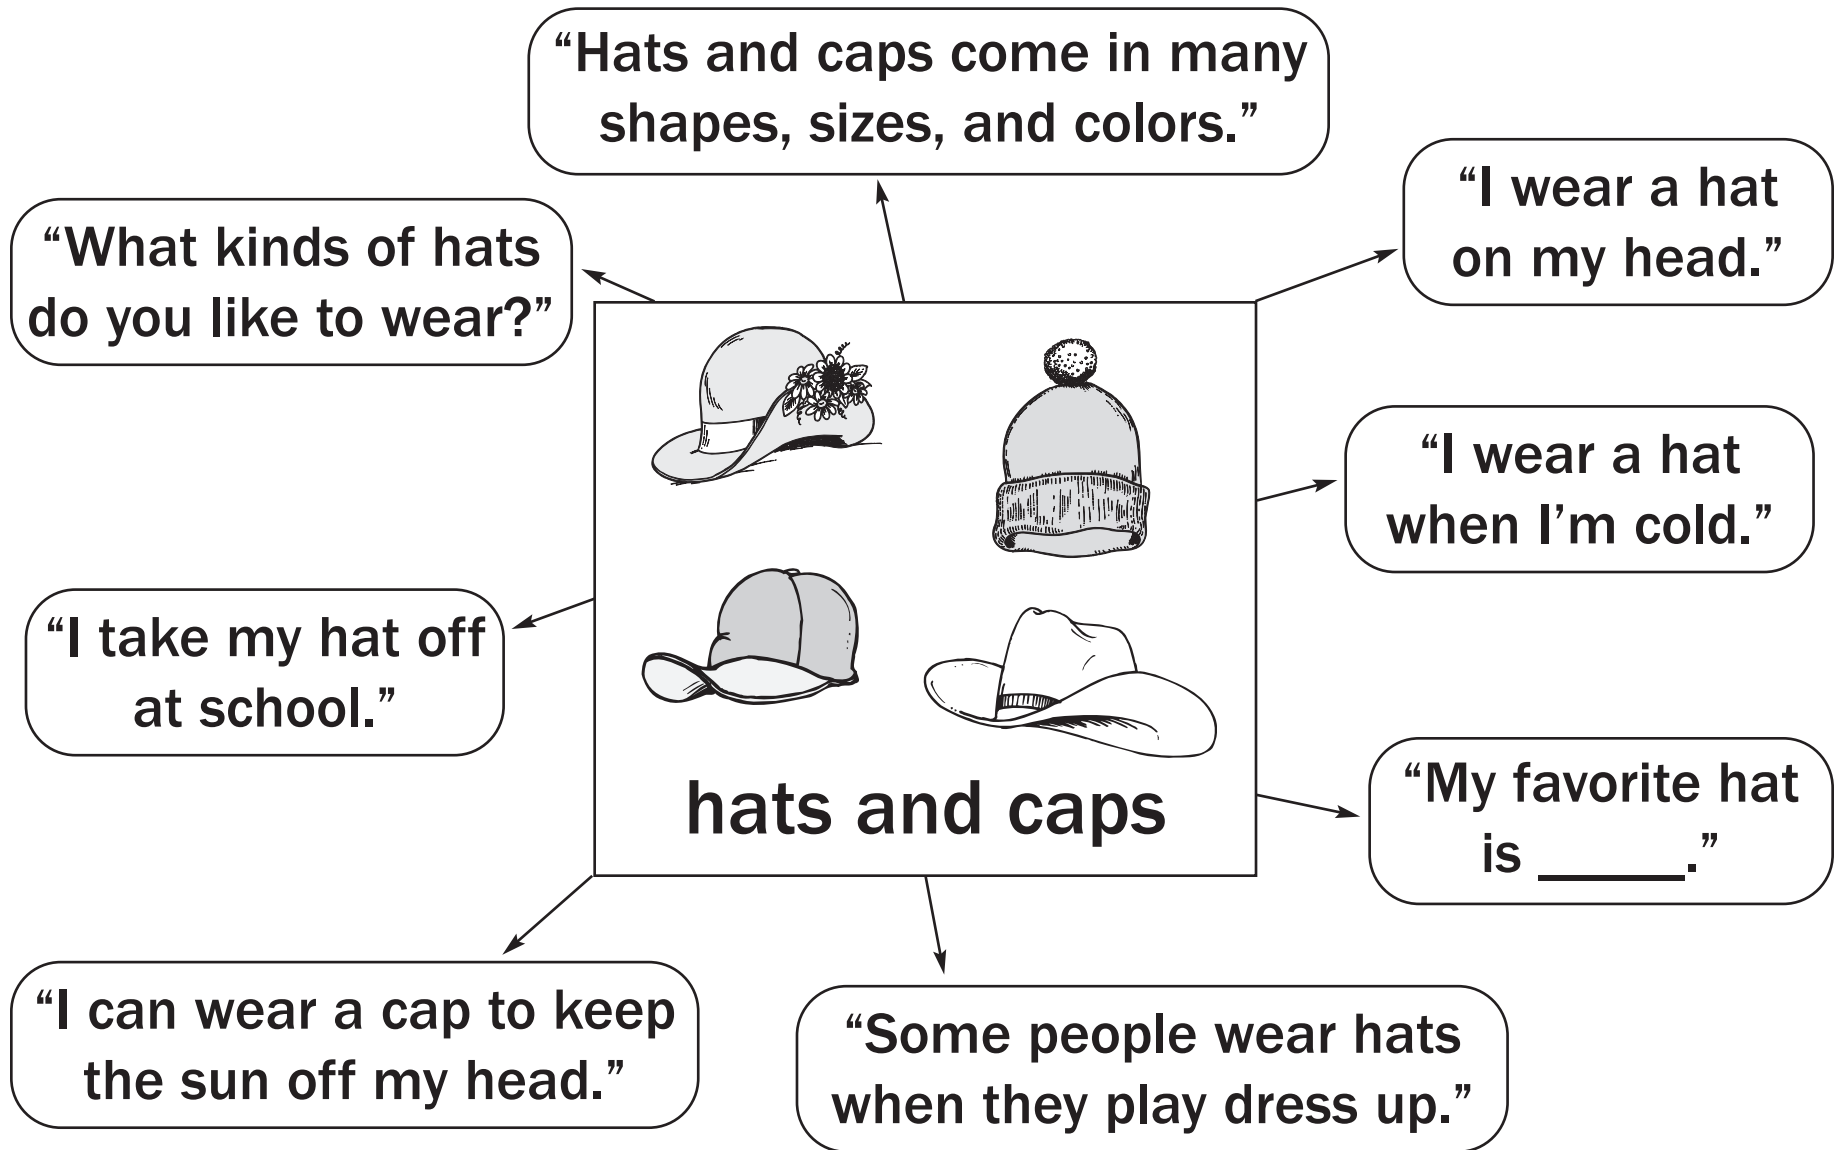 “Hats and caps come in many
shapes, sizes, and colors.”
“I wear a hat
on my head.”
“What kinds of hats
do you like to wear?”
“I wear a hat
when I’m cold.”
“I take my hat off
at school.”
“My favorite hat
is ______.”
hats and caps
“I can wear a cap to keep
the sun off my head.”
“Some people wear hats
when they play dress up.”